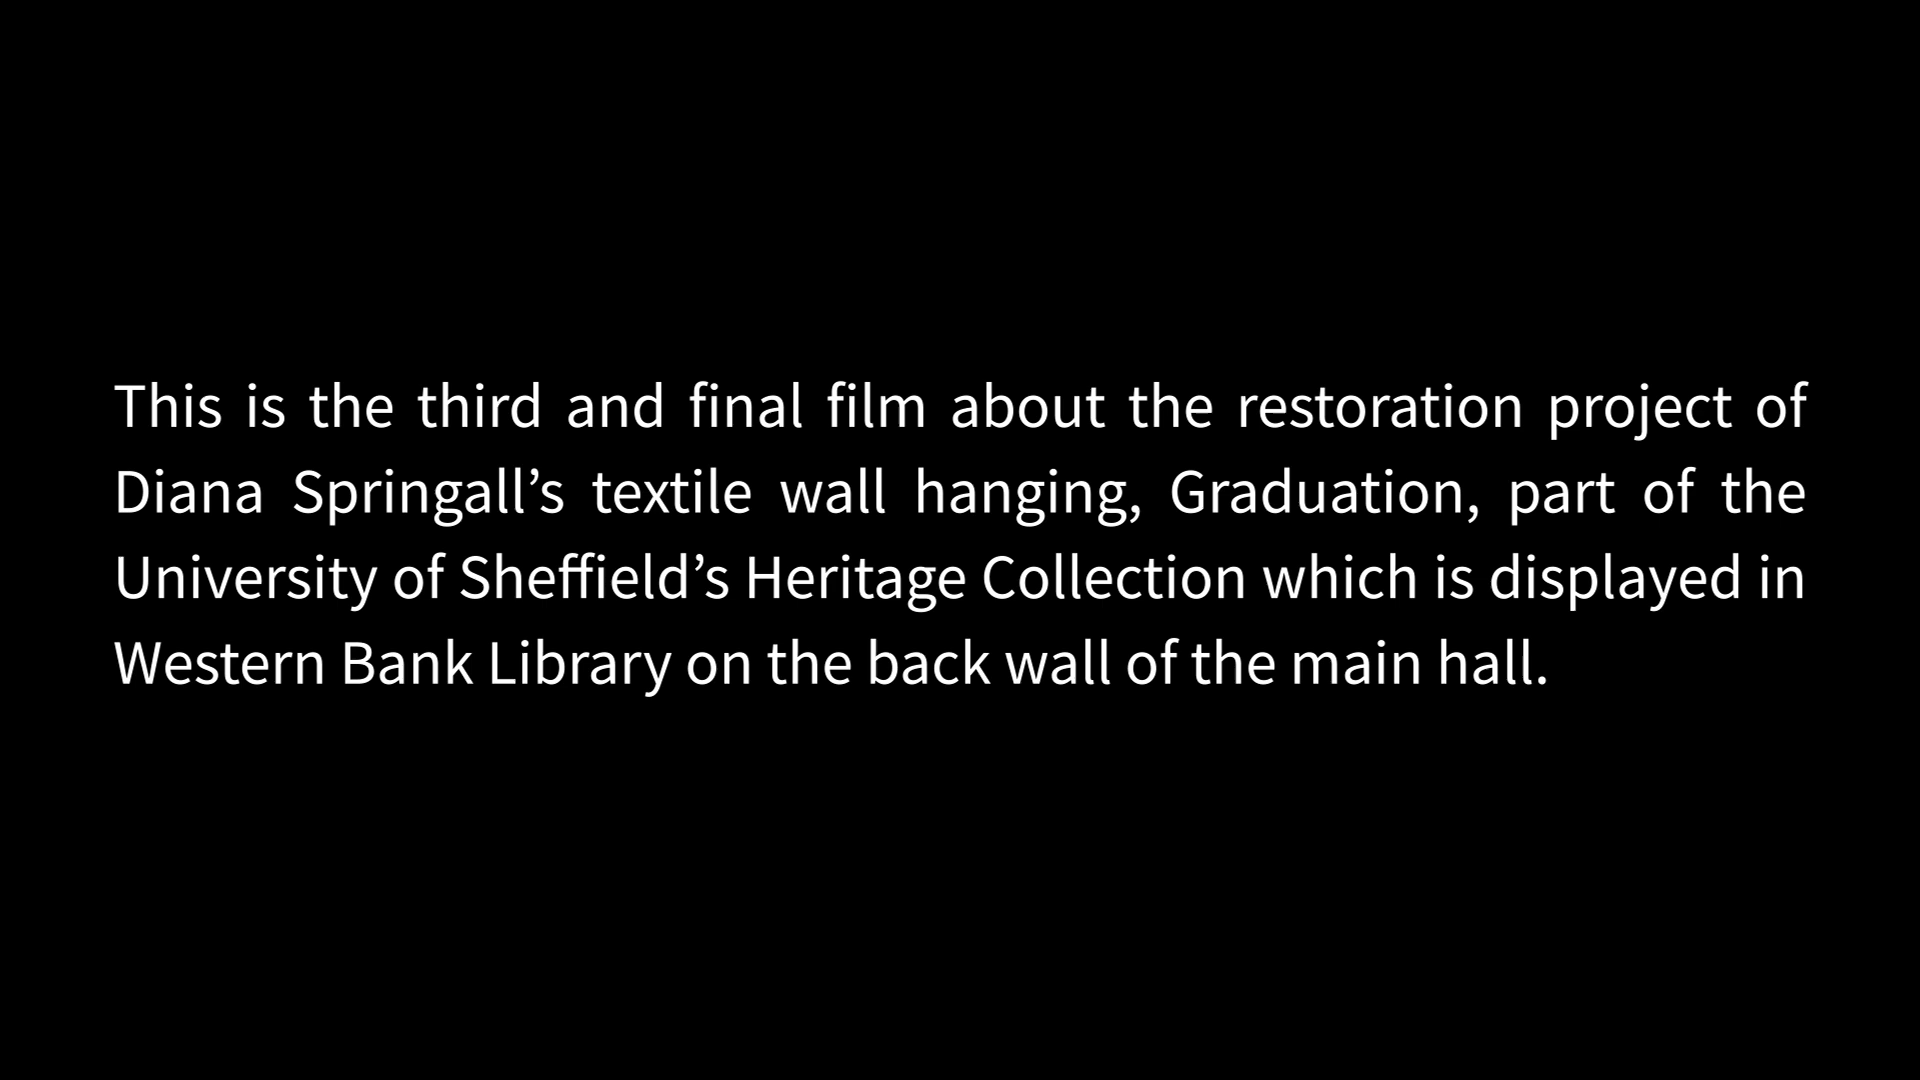 This is the third and final film about the restoration project of
Diana Springall’s textile wall hanging, Graduation, part of the
University of Sheffield’s Heritage Collection which is displayed in
Western Bank Library on the back wall of the main hall.